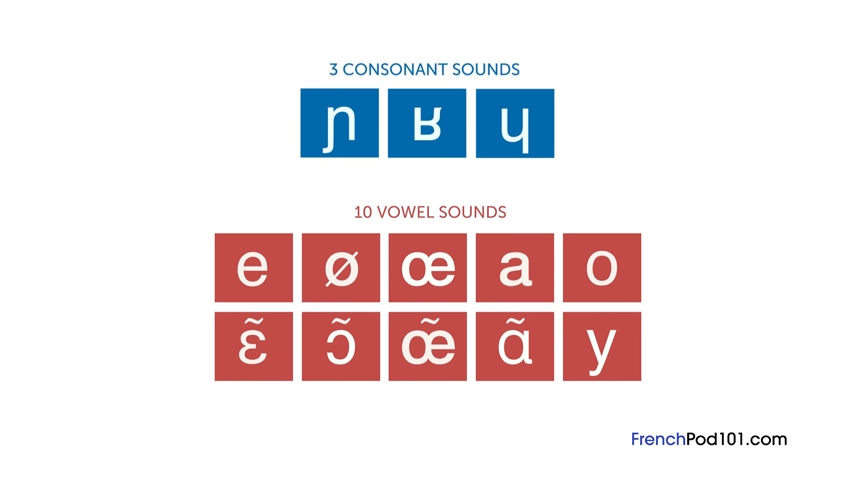 3 CONSONANT SOUNDS
ɲ ʁ ɥ
10 VOWEL SOUNDS
e ø œ a o
ɛ̃ ɔ̃ œ̃ ɑ̃ y
FrenchPod101.com